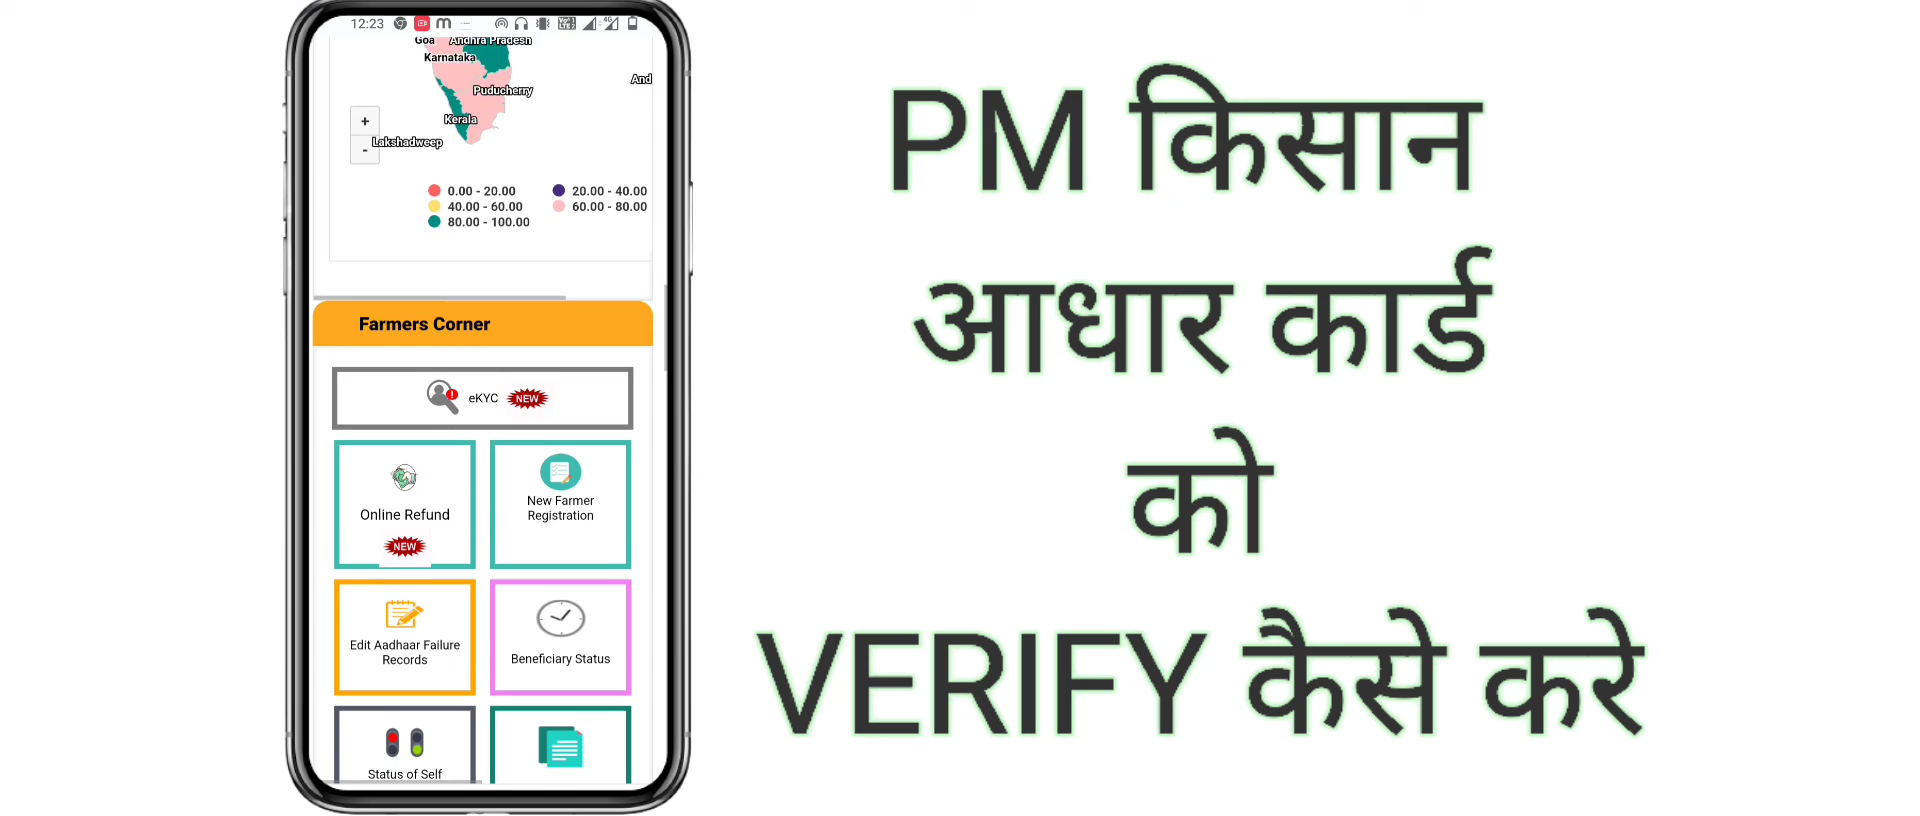 12:23
Goa Andhra Pradesh
Karnataka
And
Puducherry
+
Kerala
-
Lakshadweep
0.00 - 20.00 20.00 - 40.00
40.00 - 60.00 60.00 - 80.00
80.00 - 100.00
Farmers Corner
eKYC NEW
Online Refund
NEW
New Farmer
Registration
Edit Aadhaar Failure
Records
Beneficiary Status
Status of Self
PM किसान
आधार कार्ड
को
VERIFY कैसे करे